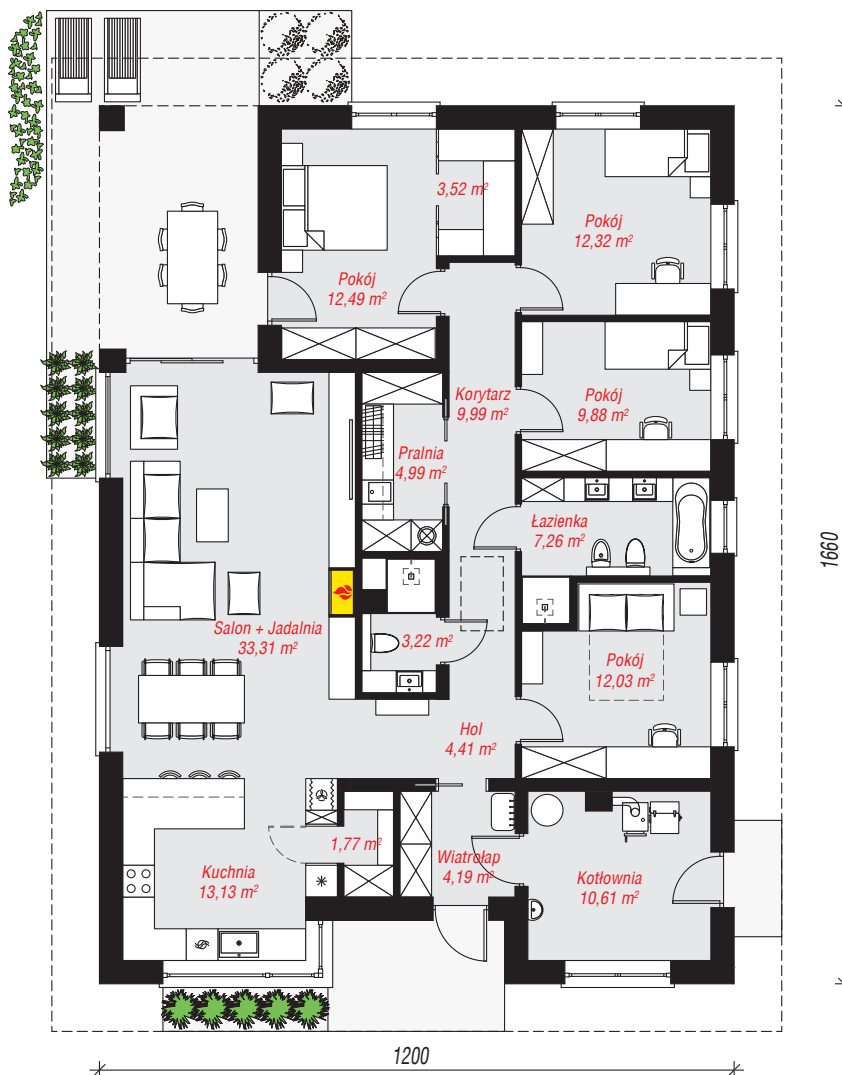 3,52 m²
Pokój
12,32 m²
Pokój
12,49 m²
Korytarz
9,99 m²
Pokój
9,88 m²
Pralnia
4,99 m²
Łazienka
7,26 m²
1660
Salon + Jadalnia
33,31 m²
3,22 m²
Pokój
12,03 m²
Hol
4,41 m²
1,77 m²
Kuchnia
13,13 m²
Wiatrołap
4,19 m²
Kotłownia
10,61 m²
1200